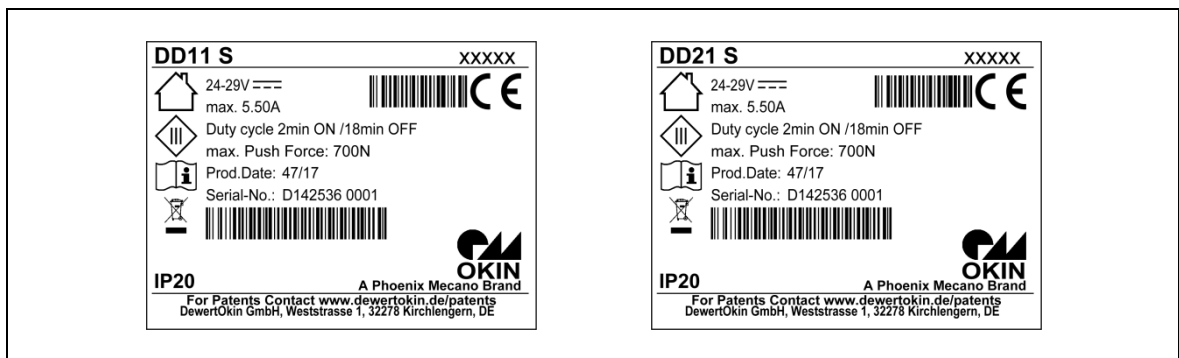 DD11 S XXXXX
24-29V
max. 5.50A
CE
Duty cycle 2min ON /18min OFF
max. Push Force: 700N
Prod.Date: 47/17
Serial-No.: D142536 0001
OKIN
IP20
A Phoenix Mecano Brand
For Patents Contact www.dewertokin.de/patents
DewertOkin GmbH, Weststrasse 1, 32278 Kirchlengern, DE
DD21 S XXXXX
24-29V
max. 5.50A
CE
Duty cycle 2min ON /18min OFF
max. Push Force: 700N
Prod.Date: 47/17
Serial-No.: D142536 0001
OKIN
IP20
A Phoenix Mecano Brand
For Patents Contact www.dewertokin.de/patents
DewertOkin GmbH, Weststrasse 1, 32278 Kirchlengern, DE